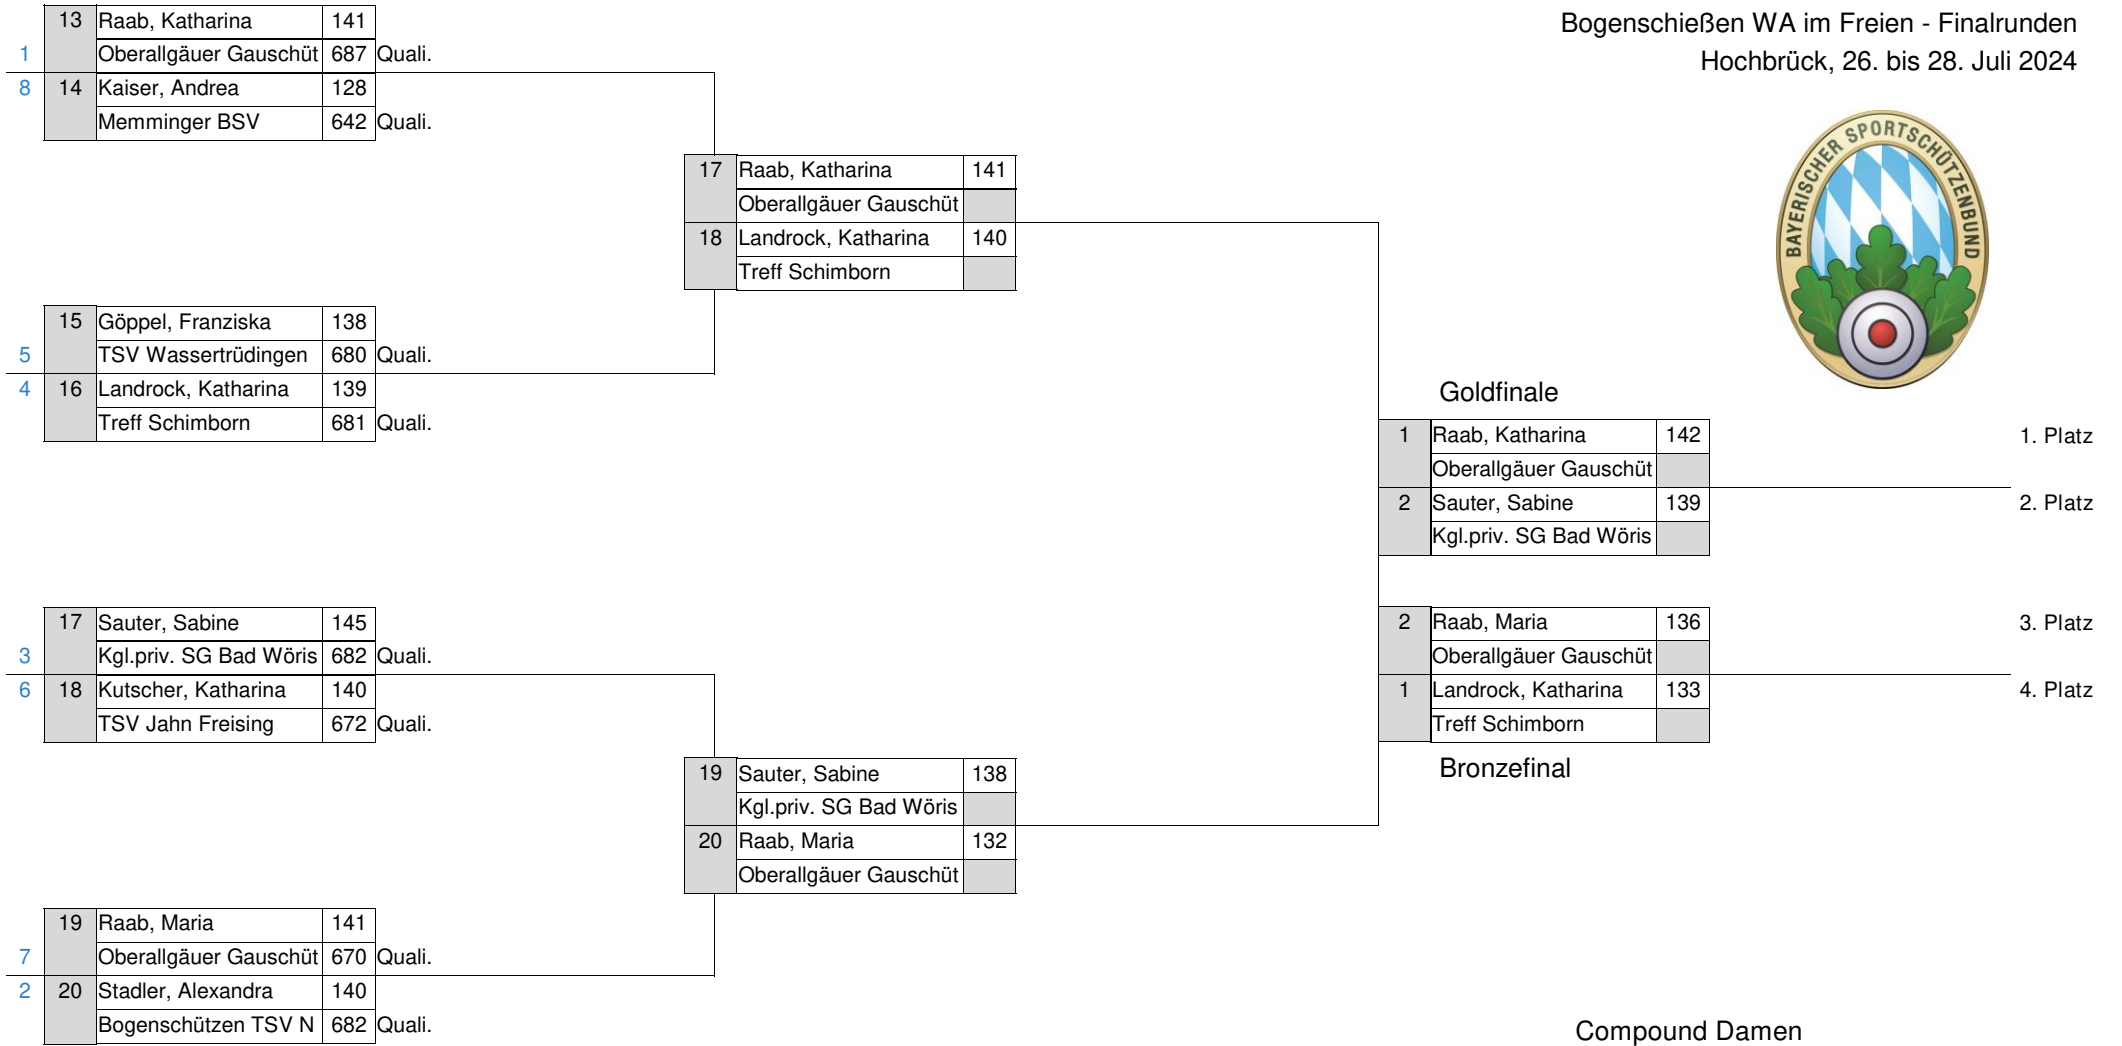 Bogenschießen WA im Freien - Finalrunden
Hochbrück, 26. bis 28. Juli 2024
BAYERISCHER SPORTSCHÜTZENBUND
13 Raab, Katharina 141
1 Oberallgäuer Gauschüt 687 Quali.
8 14 Kaiser, Andrea 128
Memminger BSV 642 Quali.
15 Göppel, Franziska 138
5 TSV Wassertrüdingen 680 Quali.
4 16 Landrock, Katharina 139
Treff Schimborn 681 Quali.
17 Sauter, Sabine 145
3 Kgl.priv. SG Bad Wöris 682 Quali.
6 18 Kutscher, Katharina 140
TSV Jahn Freising 672 Quali.
19 Raab, Maria 141
7 Oberallgäuer Gauschüt 670 Quali.
2 20 Stadler, Alexandra 140
Bogenschützen TSV N 682 Quali.
17 Raab, Katharina 141
Oberallgäuer Gauschüt
18 Landrock, Katharina 140
Treff Schimborn
19 Sauter, Sabine 138
Kgl.priv. SG Bad Wöris
20 Raab, Maria 132
Oberallgäuer Gauschüt
Goldfinale
1 Raab, Katharina 142 1. Platz
Oberallgäuer Gauschüt
2 Sauter, Sabine 139 2. Platz
Kgl.priv. SG Bad Wöris
2 Raab, Maria 136 3. Platz
Oberallgäuer Gauschüt
1 Landrock, Katharina 133 4. Platz
Treff Schimborn
Bronzefinal
Compound Damen